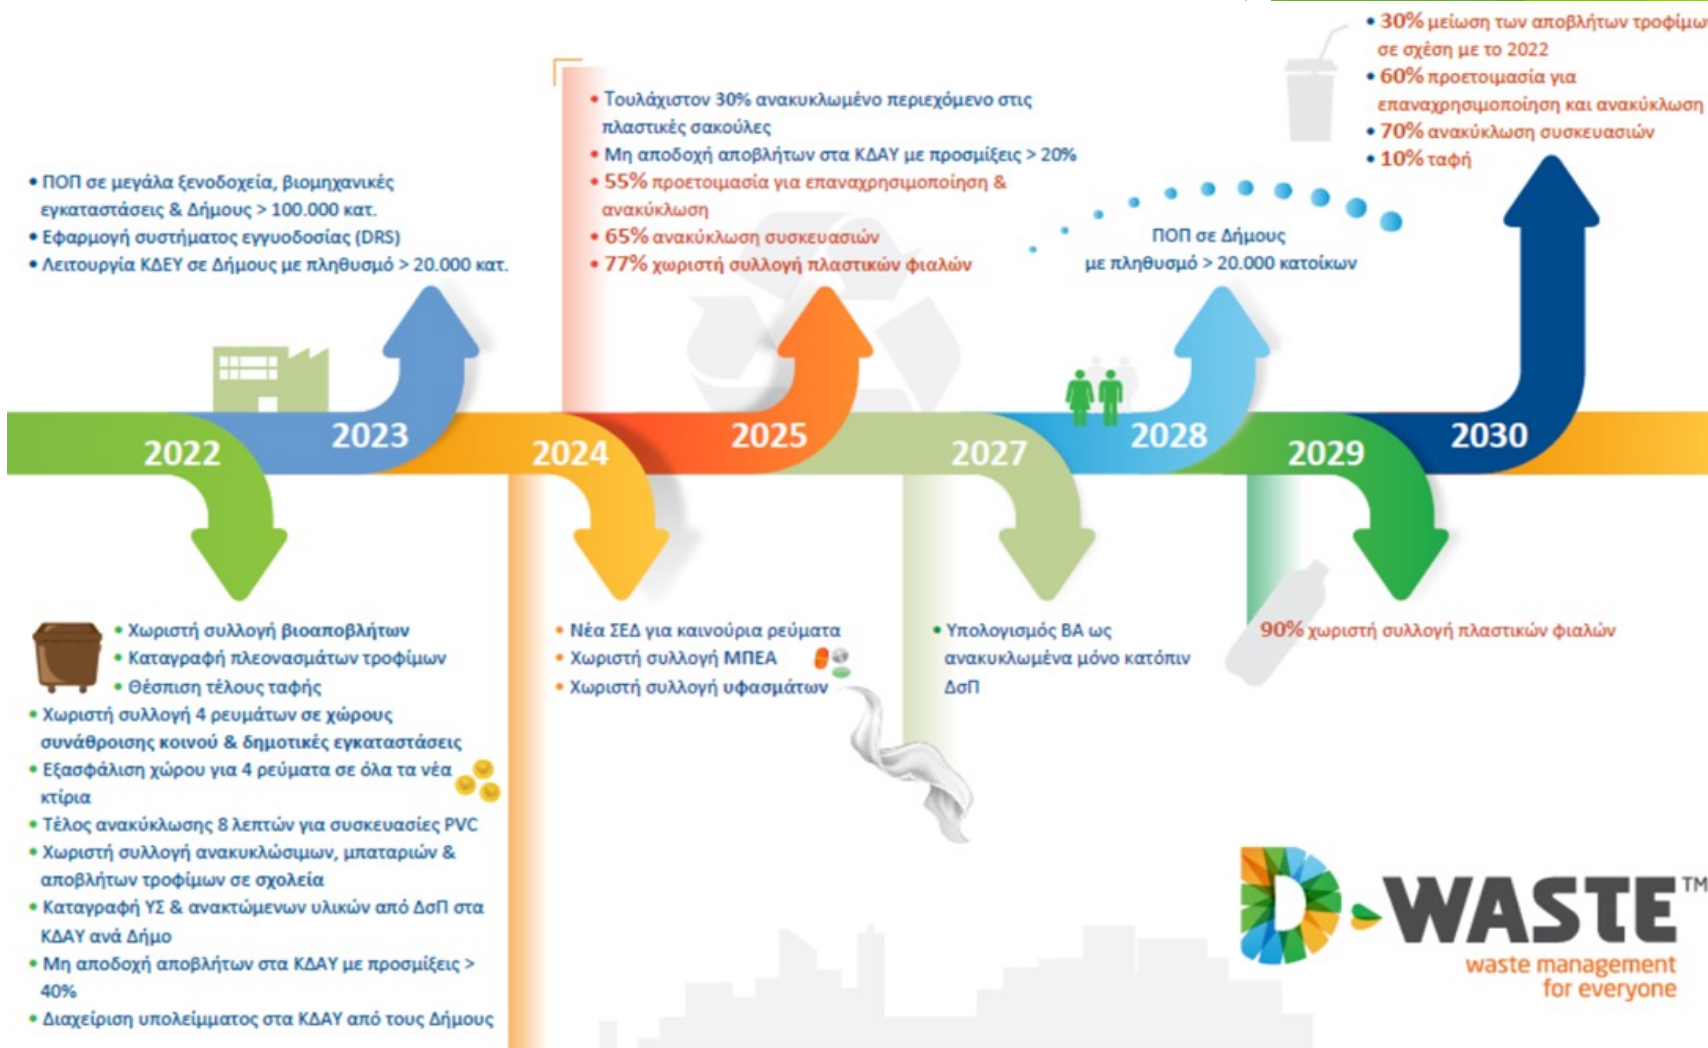 • ΠΟΠ σε μεγάλα ξενοδοχεία, βιομηχανικές
εγκαταστάσεις & Δήμους > 100.000 κατ.
• Εφαρμογή συστήματος εγγυοδοσίας (DRS)
• Λειτουργία ΚΔΕΥ σε Δήμους με πληθυσμό > 20.000 κατ.
• Τουλάχιστον 30% ανακυκλωμένο περιεχόμενο στις
πλαστικές σακούλες
• Μη αποδοχή αποβλήτων στα ΚΔΑΥ με προσμίξεις > 20%
• 55% προετοιμασία για επαναχρησιμοποίηση &
ανακύκλωση
• 65% ανακύκλωση συσκευασιών
• 77% χωριστή συλλογή πλαστικών φιαλών
ΠΟΠ σε Δήμους
με πληθυσμό > 20.000 κατοίκων
• 30% μείωση των αποβλήτων τροφίμω
σε σχέση με το 2022
• 60% προετοιμασία για
επαναχρησιμοποίηση και ανακύκλωση
• 70% ανακύκλωση συσκευασιών
• 10% ταφή
2022
2023
2024
2025
2027
2028
2029
2030
• Χωριστή συλλογή βιοαποβλήτων
• Καταγραφή πλεονασμάτων τροφίμων
• Θέσπιση τέλους ταφής
• Χωριστή συλλογή 4 ρευμάτων σε χώρους
συνάθροισης κοινού & δημοτικές εγκαταστάσεις
• Εξασφάλιση χώρου για 4 ρεύματα σε όλα τα νέα
κτίρια
• Τέλος ανακύκλωσης 8 λεπτών για συσκευασίες PVC
• Χωριστή συλλογή ανακυκλώσιμων, μπαταριών &
αποβλήτων τροφίμων σε σχολεία
• Καταγραφή ΥΣ & ανακτώμενων υλικών από ΔσΠ στα
ΚΔΑΥ ανά Δήμο
• Μη αποδοχή αποβλήτων στα ΚΔΑΥ με προσμίξεις >
40%
• Διαχείριση υπολείμματος στα ΚΔΑΥ από τους Δήμους
• Νέα ΣΕΔ για καινούρια ρεύματα
• Χωριστή συλλογή ΜΠΕΑ
• Χωριστή συλλογή υφασμάτων
• Υπολογισμός ΒΑ ως
ανακυκλωμένα μόνο κατόπιν
ΔσΠ
90% χωριστή συλλογή πλαστικών φιαλών
D-WASTE™
waste management
for everyone